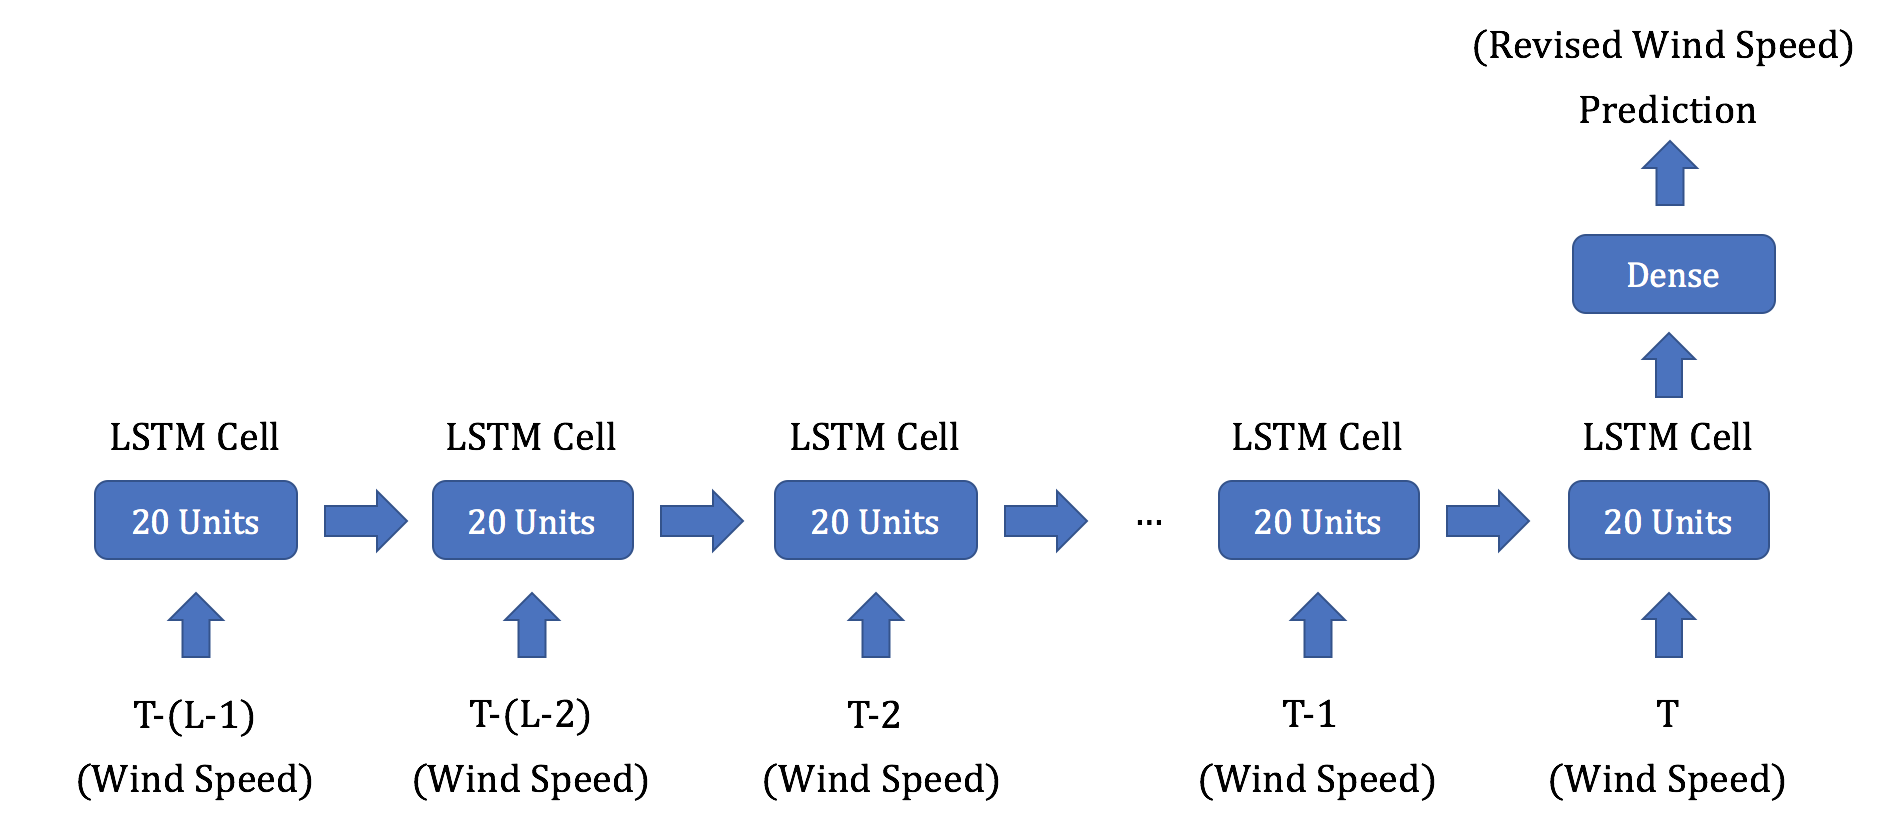 (Revised Wind Speed)
Prediction
Dense
LSTM Cell LSTM Cell LSTM Cell LSTM Cell LSTM Cell
20 Units 20 Units 20 Units ... 20 Units 20 Units
T-(L-1) T-(L-2) T-2 T-1 T
(Wind Speed) (Wind Speed) (Wind Speed) (Wind Speed) (Wind Speed)